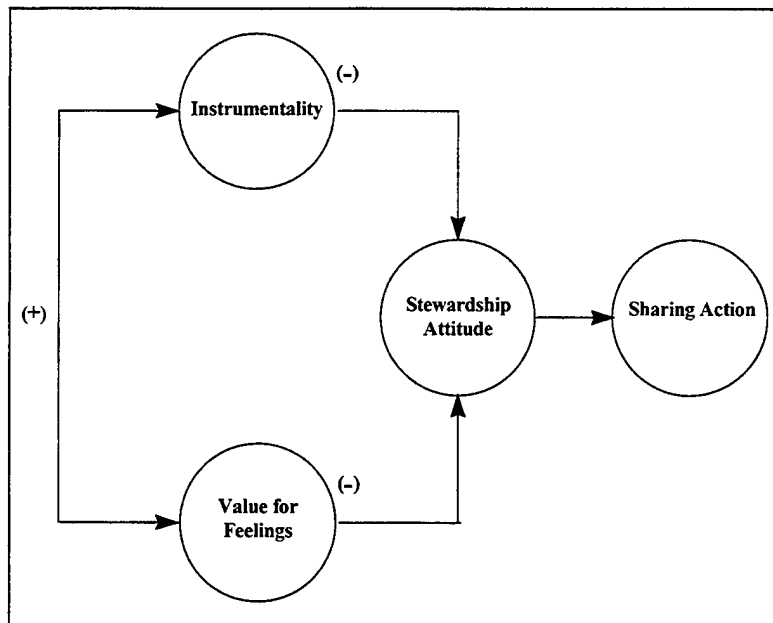 (-)
Instrumentality
Stewardship
Attitude
Sharing Action
(+)
(-)
Value for
Feelings